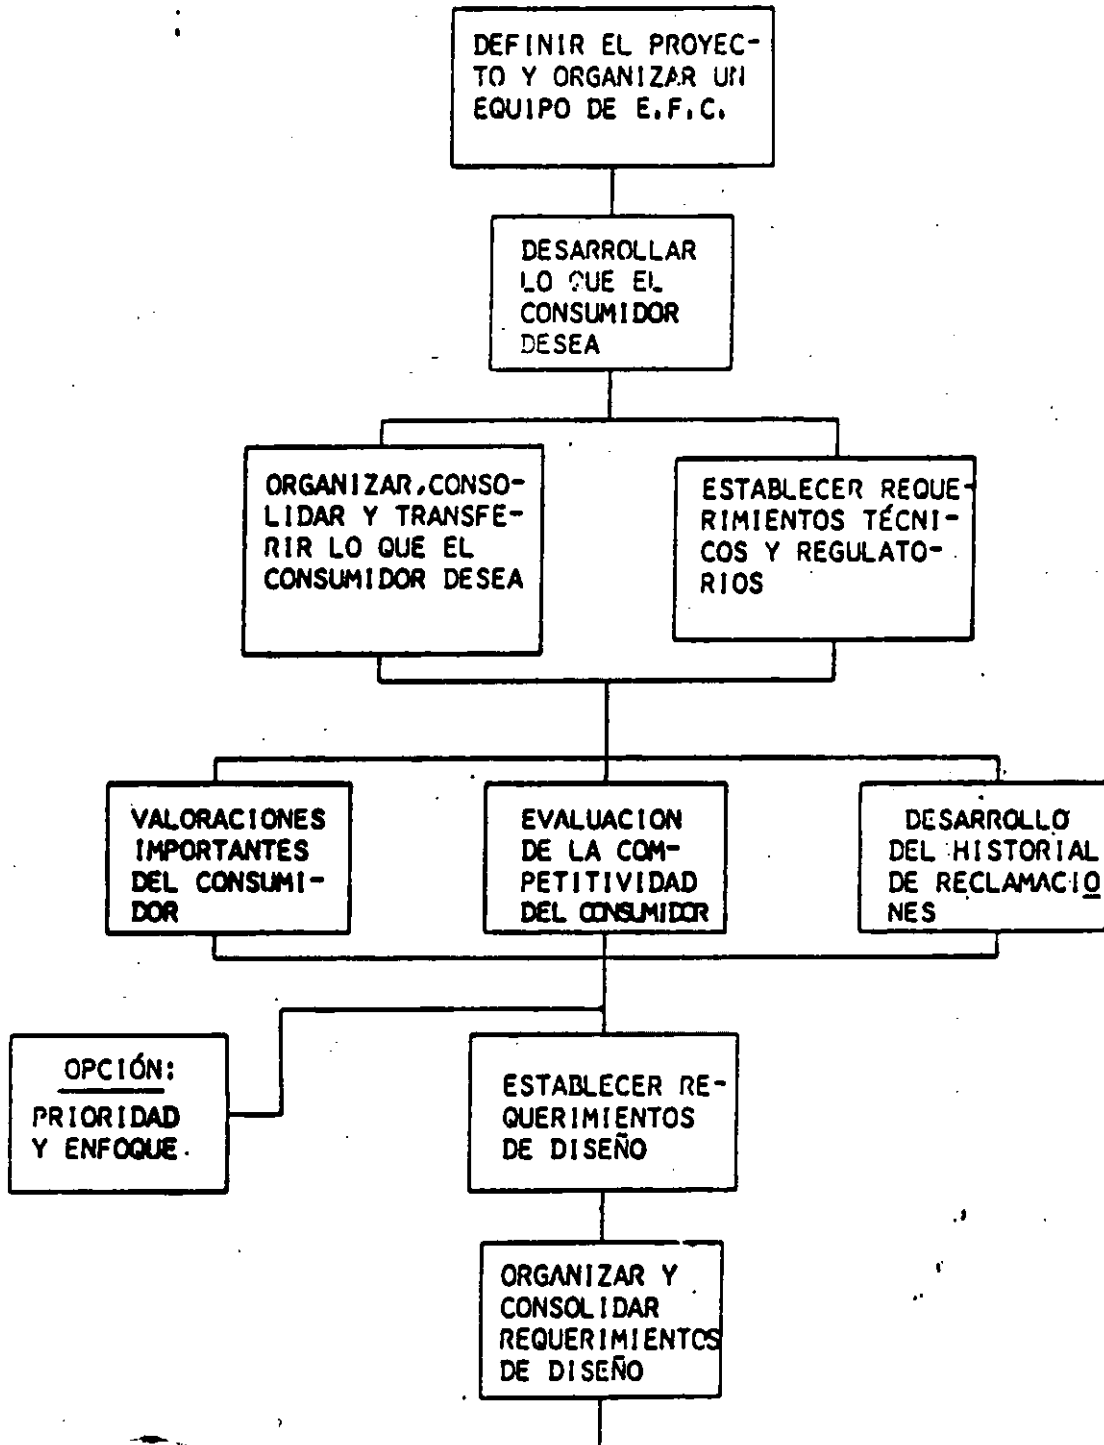 DEFINIR EL PROYEC-
TO Y ORGANIZAR UN
EQUIPO DE E.F.C.
DESARROLLAR
LO QUE EL
CONSUMIDOR
DESEA
ORGANIZAR,CONSO-
LIDAR Y TRANSFE-
RIR LO QUE EL
CONSUMIDOR DESEA
ESTABLECER REQUE-
RIMIENTOS TÉCNI-
COS Y REGULATO-
RIOS
VALORACIONES
IMPORTANTES
DEL CONSUMI-
DOR
EVALUACION
DE LA COM-
PETITIVIDAD
DEL CONSUMIDOR
DESARROLLO
DEL HISTORIAL
DE RECLAMACIO
NES
OPCIÓN:
PRIORIDAD
Y ENFOQUE.
ESTABLECER RE-
QUERIMIENTOS
DE DISEÑO
ORGANIZAR Y
CONSOLIDAR
REQUERIMIENTOS
DE DISEÑO